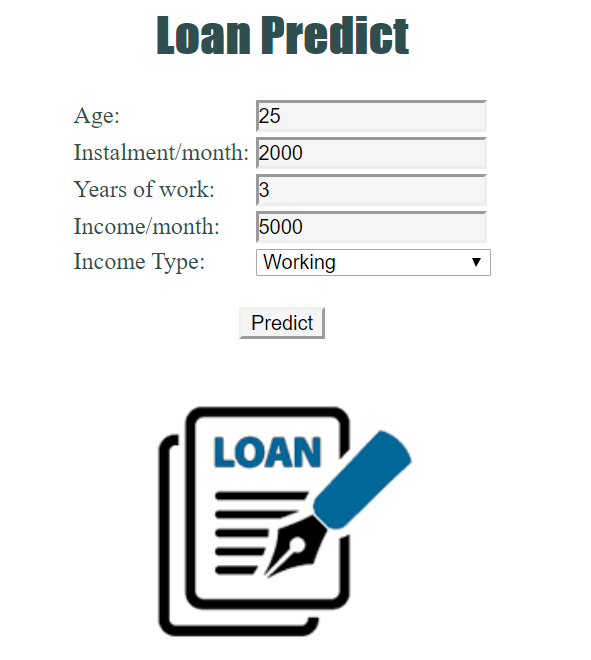 Loan Predict
Age: 25
Instalment/month: 2000
Years of work: 3
Income/month: 5000
Income Type: Working
Predict
LOAN